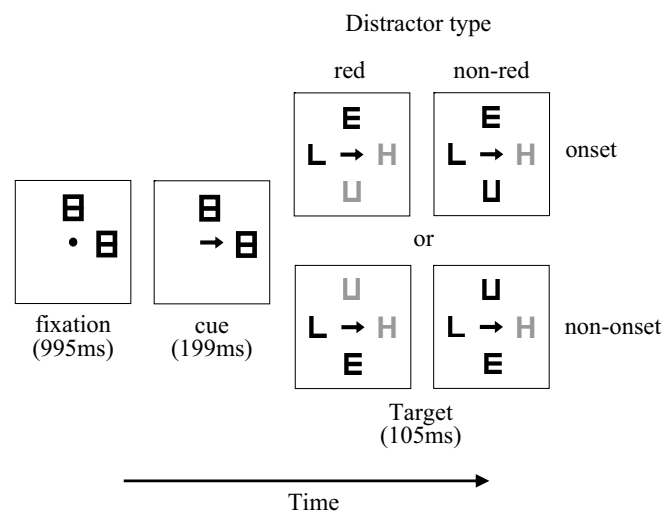 Distractor type
red non-red
E E
L H L H onset
U U
or
fixation
(995ms)
cue
(199ms)
U U
L H L H non-onset
E E
Target
(105ms)
Time